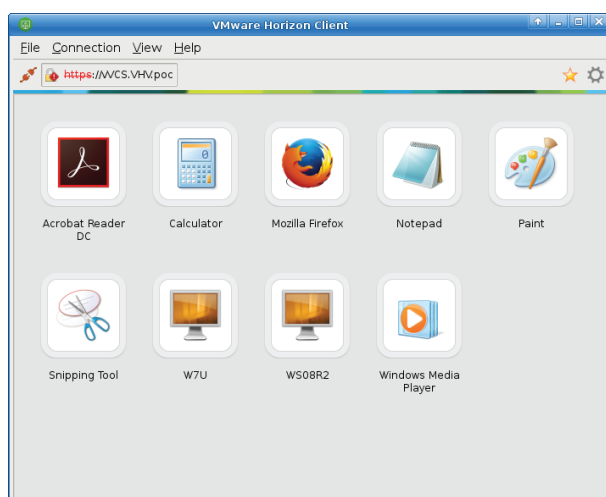 VMware Horizon Client
File Connection View Help
https://VVCS.VHV.poc
Acrobat Reader DC
Calculator
Mozilla Firefox
Notepad
Paint
Snipping Tool
W7U
WS08R2
Windows Media Player